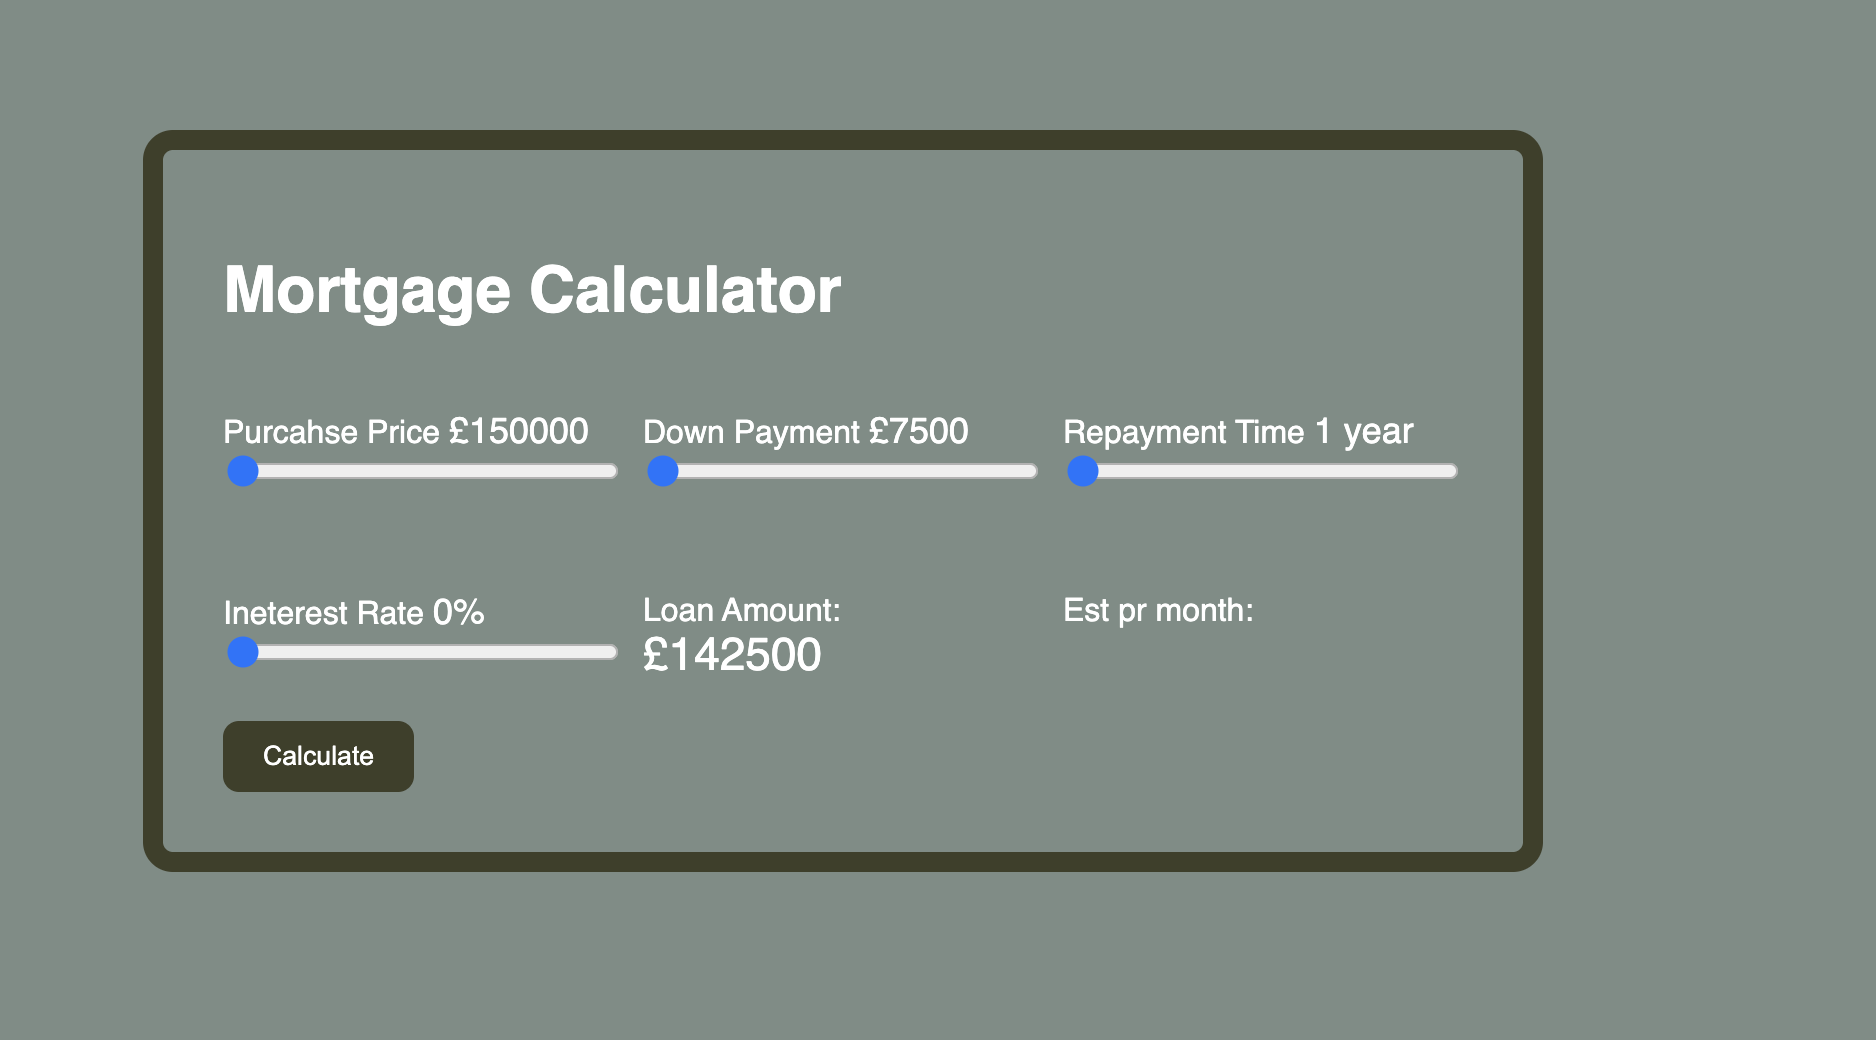 Mortgage Calculator
Purcahse Price £150000
Down Payment £7500
Repayment Time 1 year
Ineterest Rate 0%
Loan Amount:
£142500
Est pr month:
Calculate